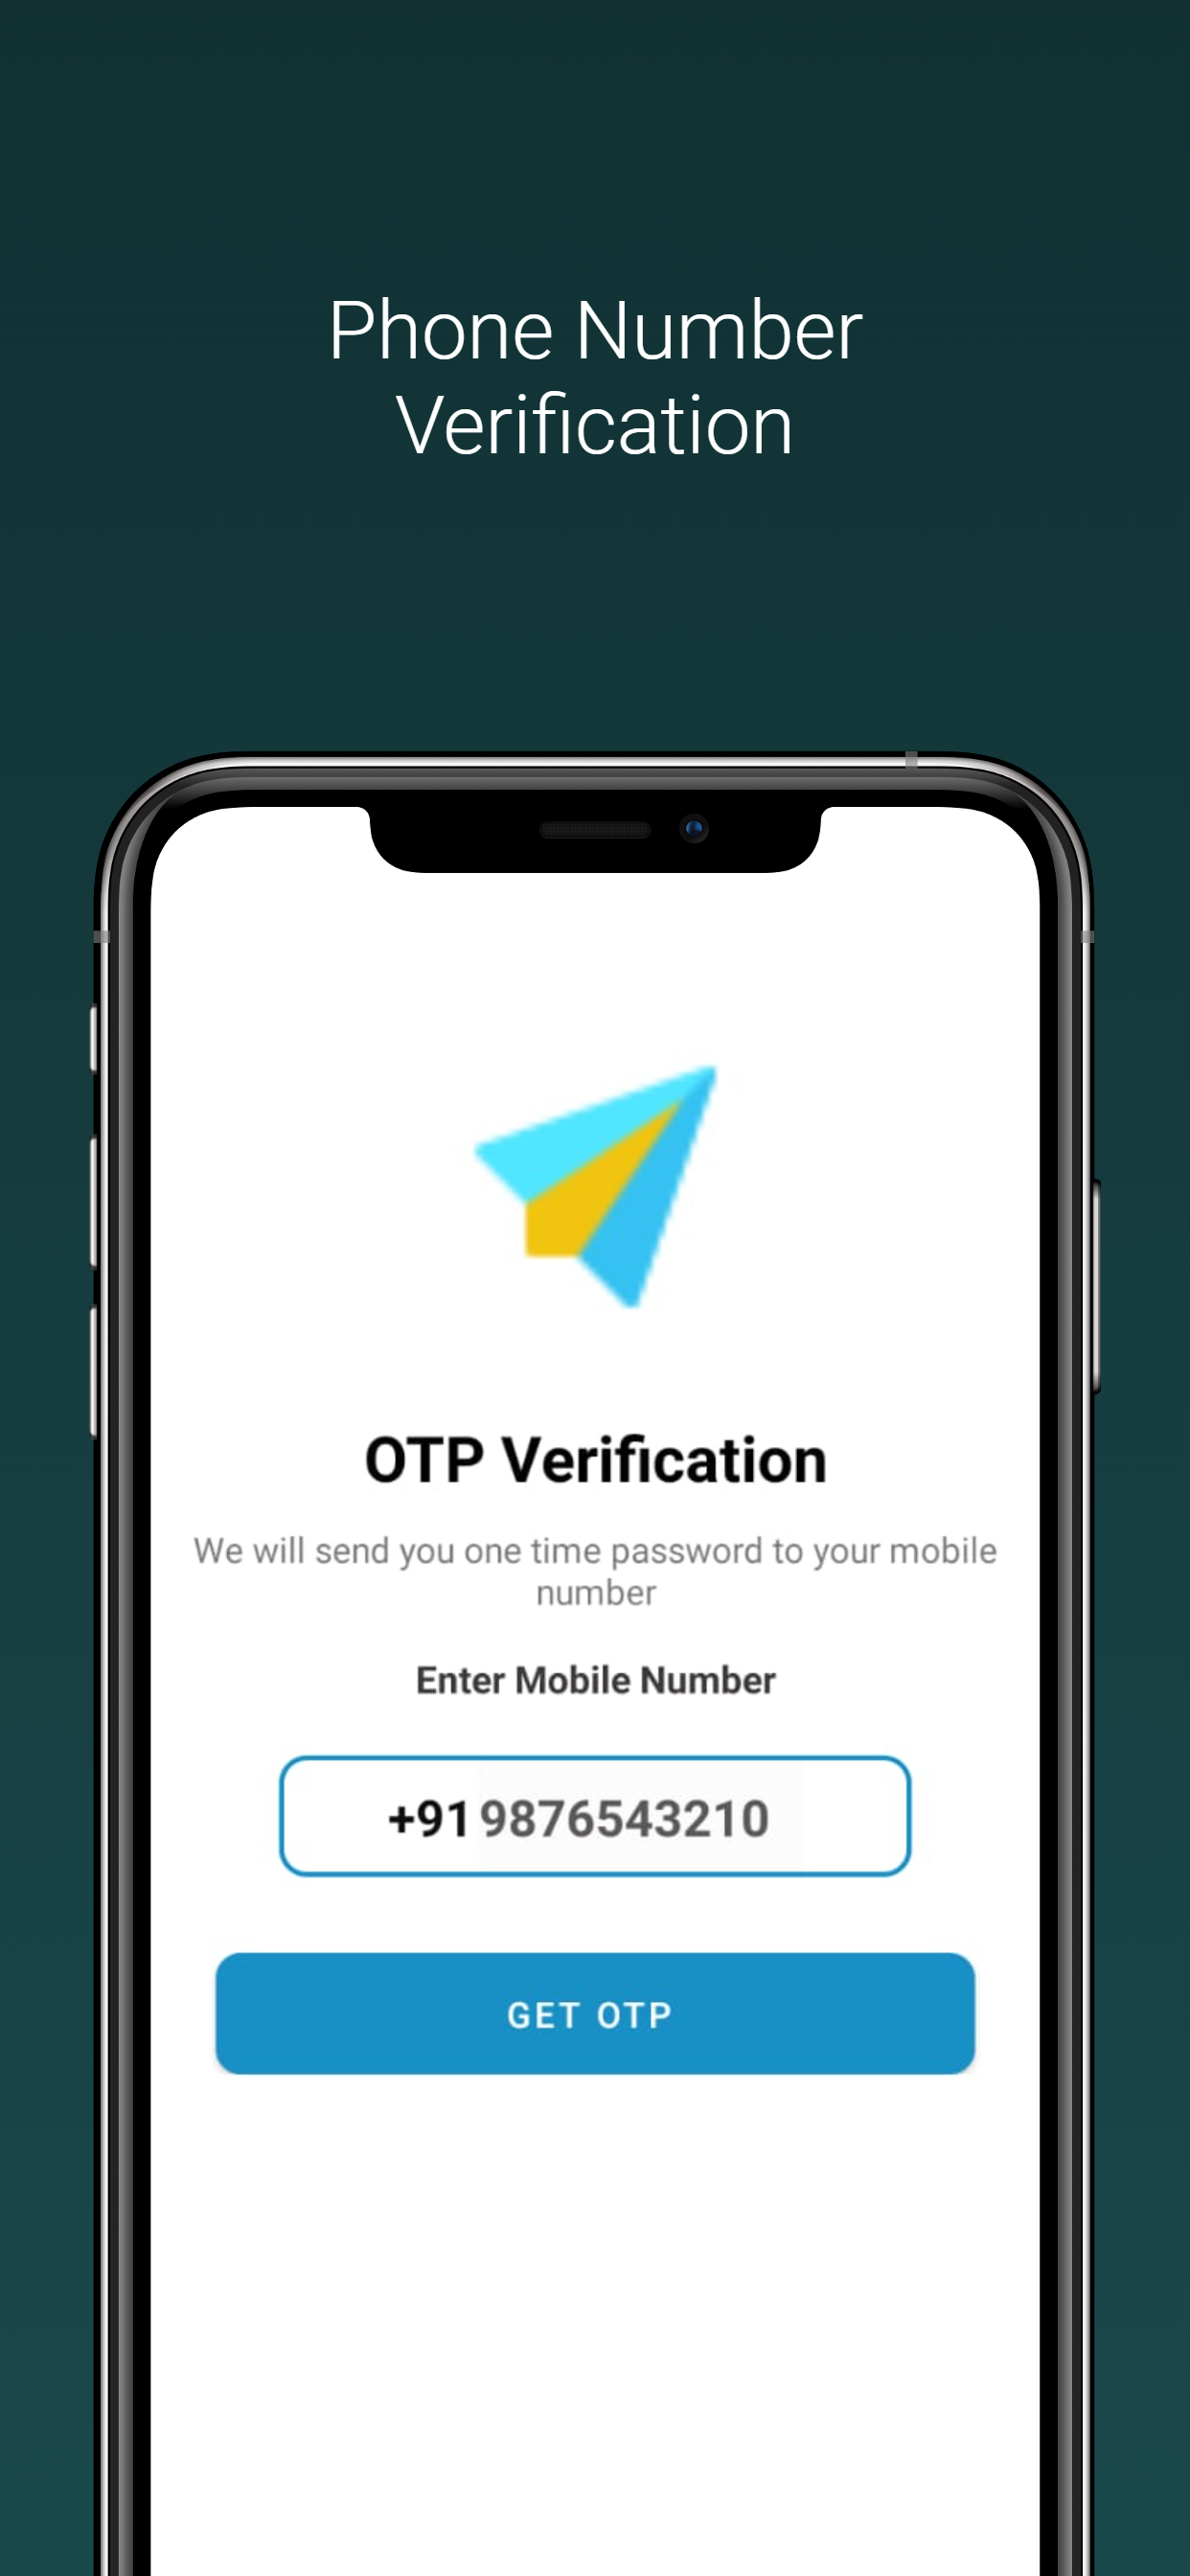 Phone Number
Verification
OTP Verification
We will send you one time password to your mobile
number
Enter Mobile Number
+91 9876543210
GET OTP